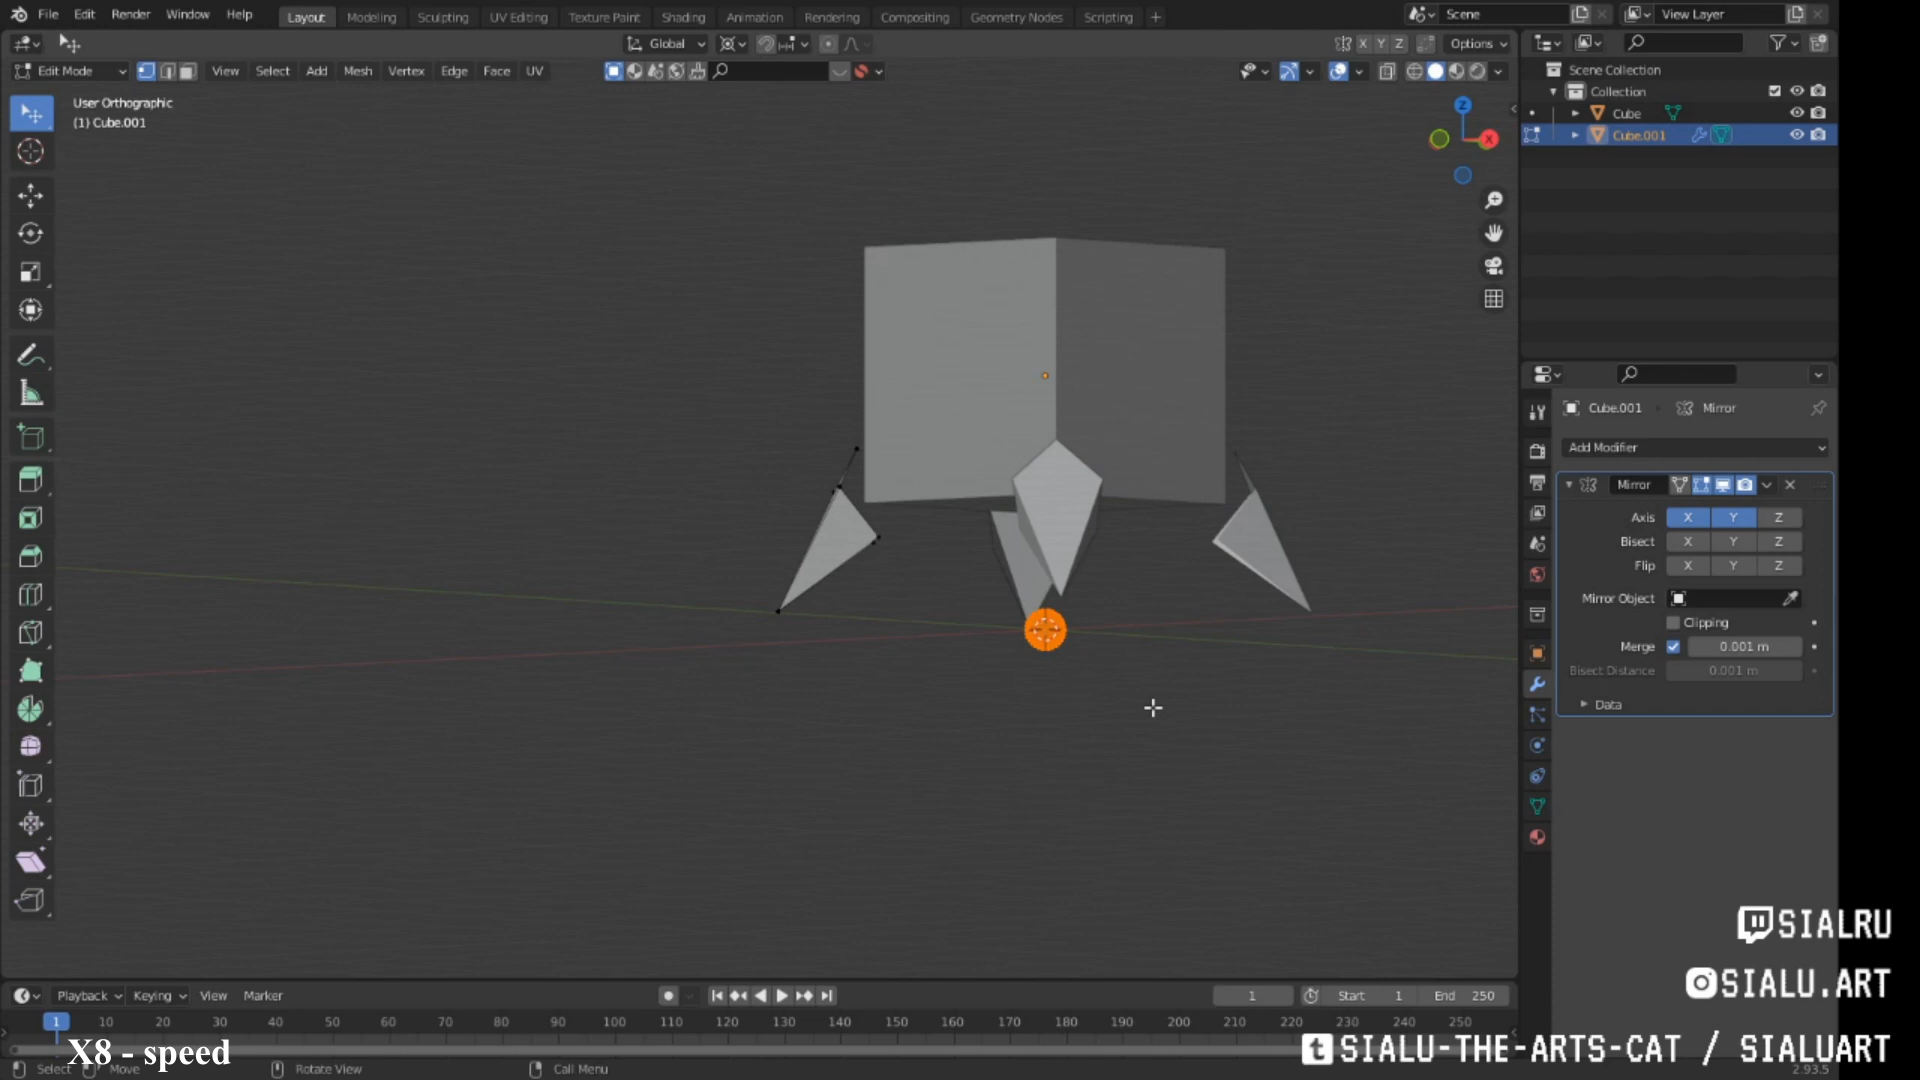 File Edit Render Window Help Layout Modeling Sculpting UV Editing Texture Paint Shading Animation Rendering Compositing Geometry Nodes Scripting + Scene View Layer
Global X Y Z Options
Edit Mode View Select Add Mesh Vertex Edge Face UV
User Orthographic
(1) Cube.001
Z
X
Scene Collection
Collection
Cube
Cube.001
Cube.001 Mirror
Add Modifier
Mirror
Axis X Y Z
Bisect X Y Z
Flip X Y Z
Mirror Object
Clipping
Merge 0.001 m
Bisect Distance 0.001 m
Data
SIALRU
SIALU.ART
SIALU-THE-ARTS-CAT / SIALUART
Playback Keying View Marker 1 Start 1 End 250
1 10 20 30 40 50 60 70 80 90 100 110 120 130 140 150 160 170 180 190 200 210 220 230 240 250
X8 - speed
Select Move Rotate View Call Menu 2.93.5